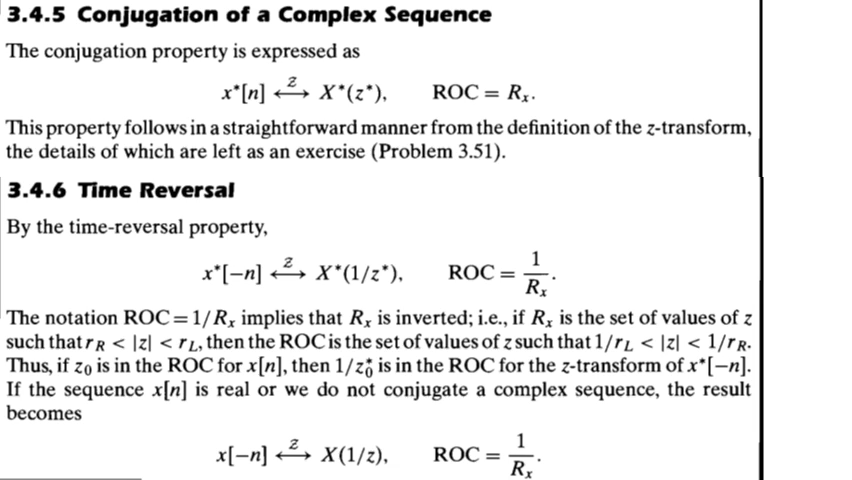 3.4.5 Conjugation of a Complex Sequence
The conjugation property is expressed as
x*[n] ⟷^Z X*(z*),   ROC = Rₓ.
This property follows in a straightforward manner from the definition of the z-transform,
the details of which are left as an exercise (Problem 3.51).
3.4.6 Time Reversal
By the time-reversal property,
x*[−n] ⟷^Z X*(1/z*),   ROC = 1/Rₓ.
The notation ROC = 1/Rₓ implies that Rₓ is inverted; i.e., if Rₓ is the set of values of z
such that r_R < |z| < r_L, then the ROC is the set of values of z such that 1/r_L < |z| < 1/r_R.
Thus, if z₀ is in the ROC for x[n], then 1/z₀* is in the ROC for the z-transform of x*[−n].
If the sequence x[n] is real or we do not conjugate a complex sequence, the result
becomes
x[−n] ⟷^Z X(1/z),   ROC = 1/Rₓ.